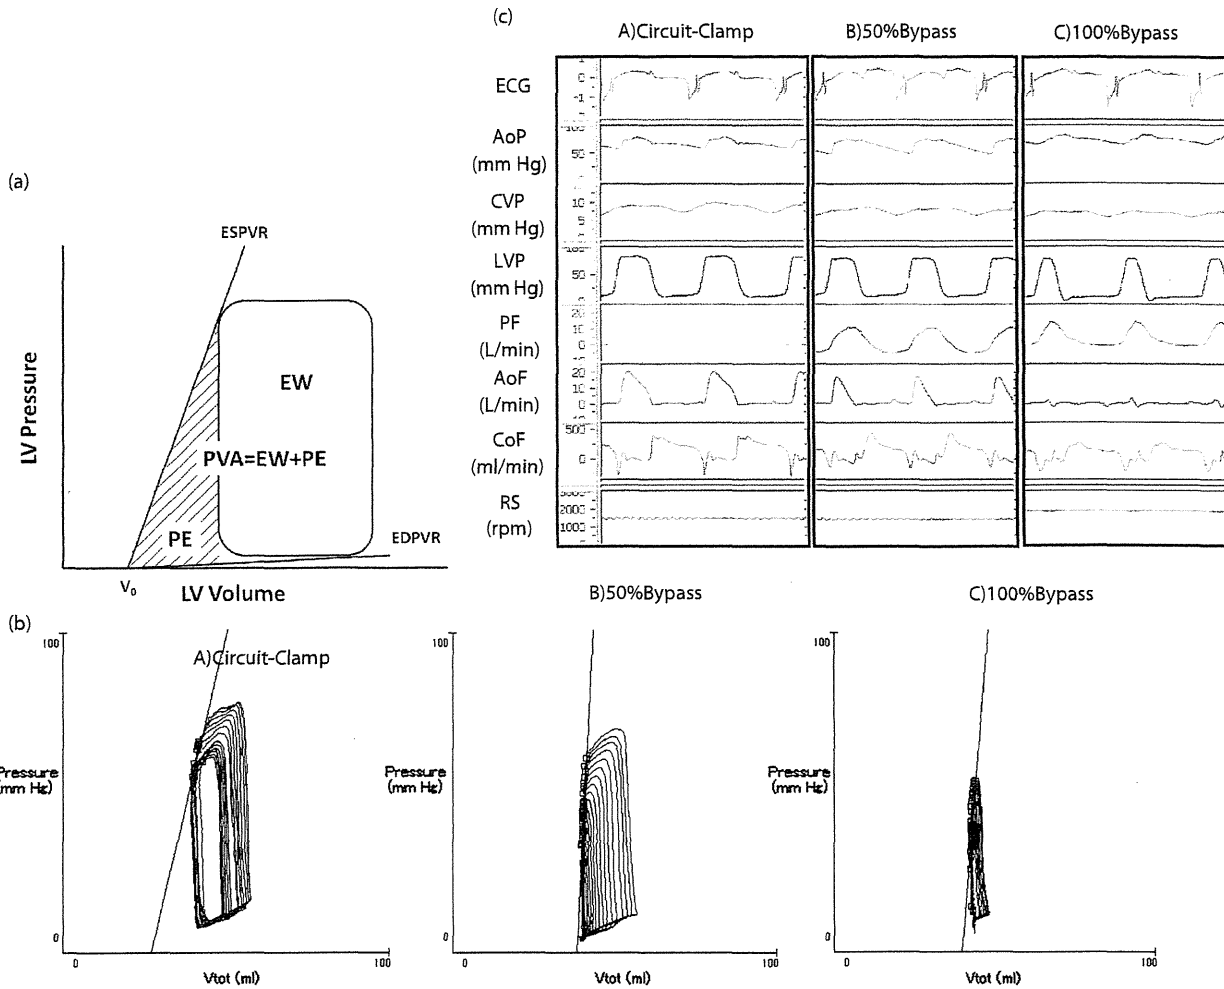 (a)
ESPVR
EW
PVA=EW+PE
PE
EDPVR
V0
LV Volume
LV Pressure
(b)
A)Circuit-Clamp
100
Pressure
(mm Hg)
0
0
100
Vtot (ml)
B)50%Bypass
Pressure
(mm Hg)
0
100
Vtot (ml)
C)100%Bypass
100
Pressure
(mm Hg)
0
0
100
Vtot (ml)
(c)
A)Circuit-Clamp
B)50%Bypass
C)100%Bypass
ECG
0
-1
AoP
(mm Hg)
100
50
CVP
(mm Hg)
10
5
LVP
(mm Hg)
100
50
0
PF
(L/min)
20
10
0
AoF
(L/min)
20
10
0
CoF
(ml/min)
500
0
RS
(rpm)
3000
2000
1000